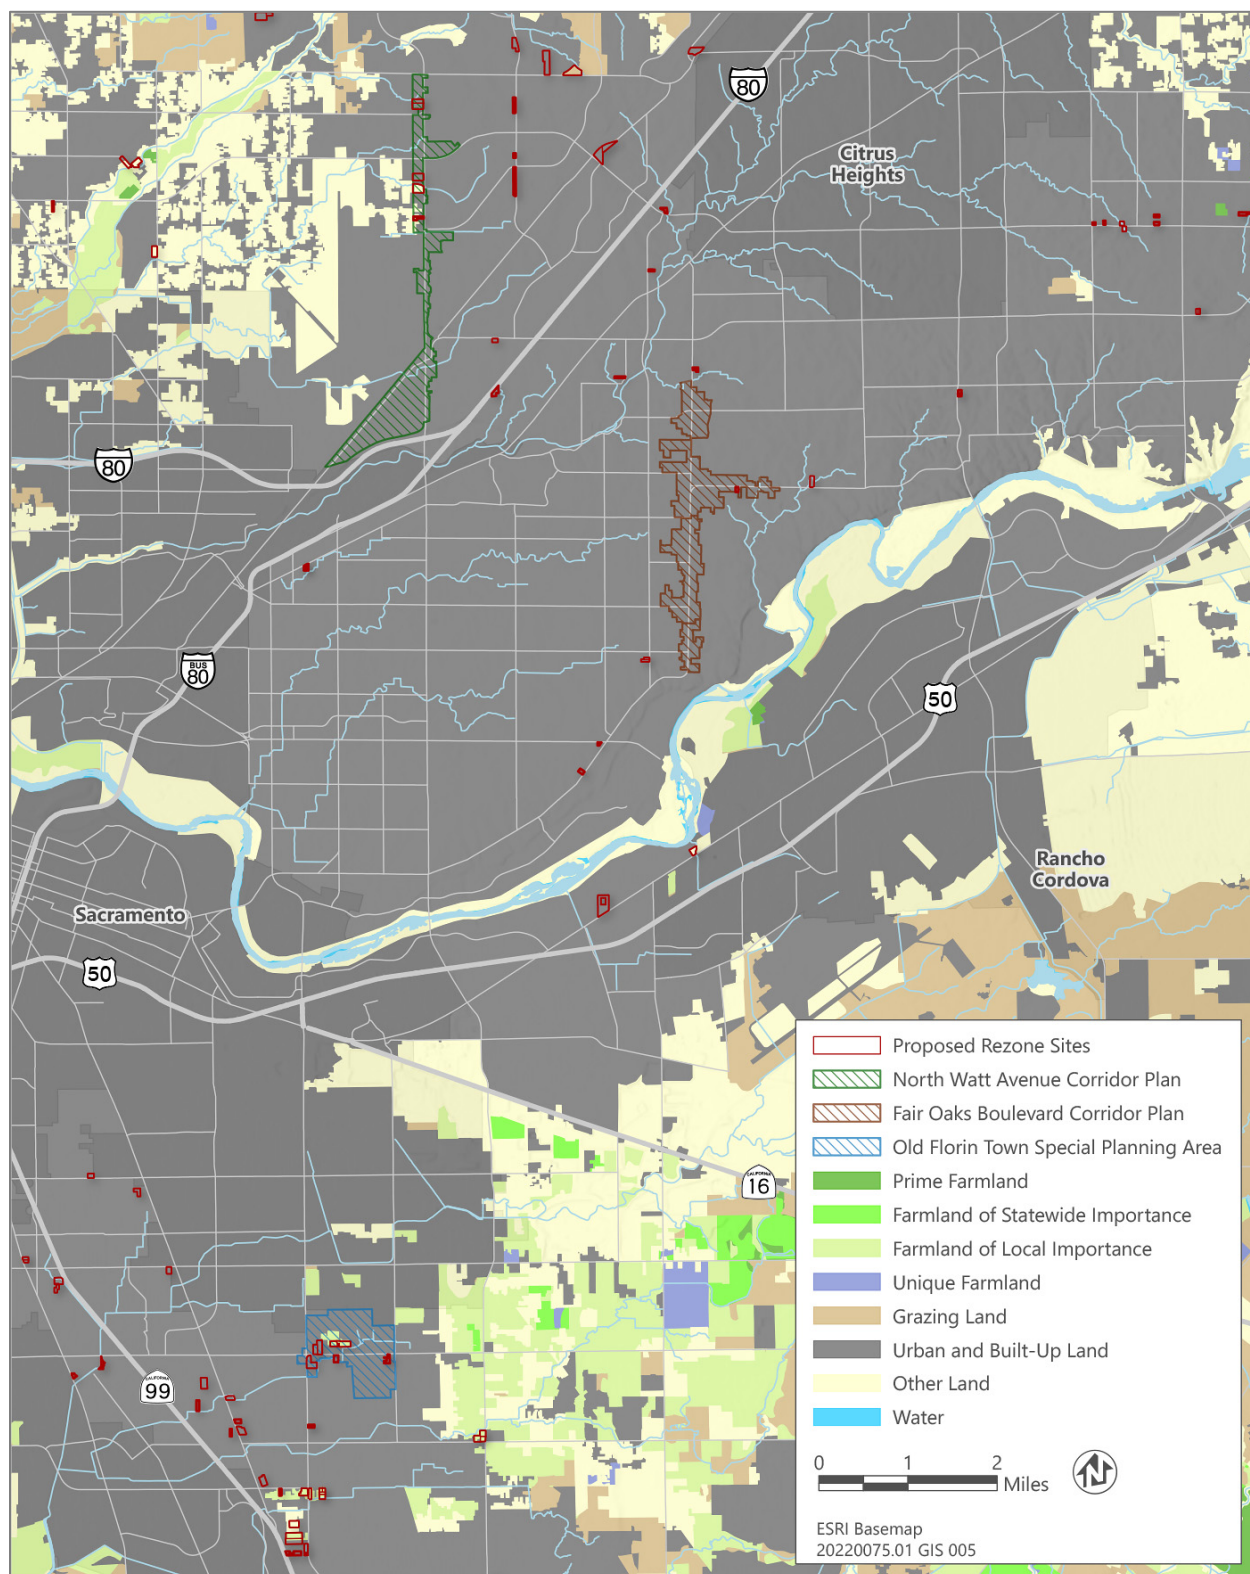 80
Citrus
Heights
80
BUS
80
50
Rancho
Cordova
Sacramento
50
CALIFORNIA
16
CALIFORNIA
99
Proposed Rezone Sites
North Watt Avenue Corridor Plan
Fair Oaks Boulevard Corridor Plan
Old Florin Town Special Planning Area
Prime Farmland
Farmland of Statewide Importance
Farmland of Local Importance
Unique Farmland
Grazing Land
Urban and Built-Up Land
Other Land
Water
0 1 2
Miles
N
ESRI Basemap
20220075.01 GIS 005